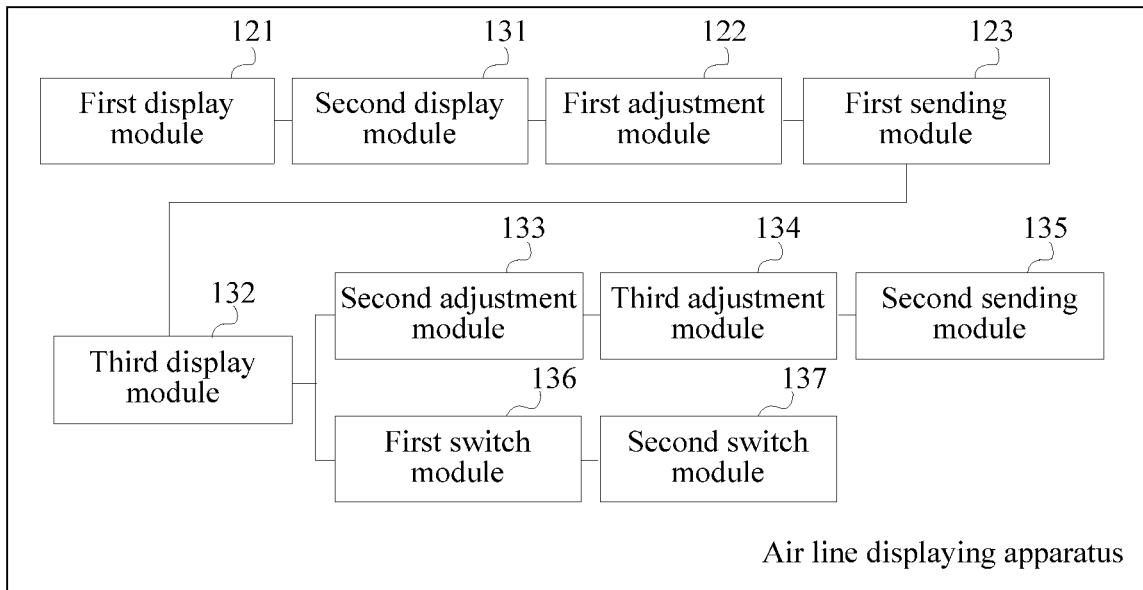 121
131
122
123
First display
module
Second display
module
First adjustment
module
First sending
module
133
134
135
132
Second adjustment
module
Third adjustment
module
Second sending
module
Third display
module
136
137
First switch
module
Second switch
module
Air line displaying apparatus